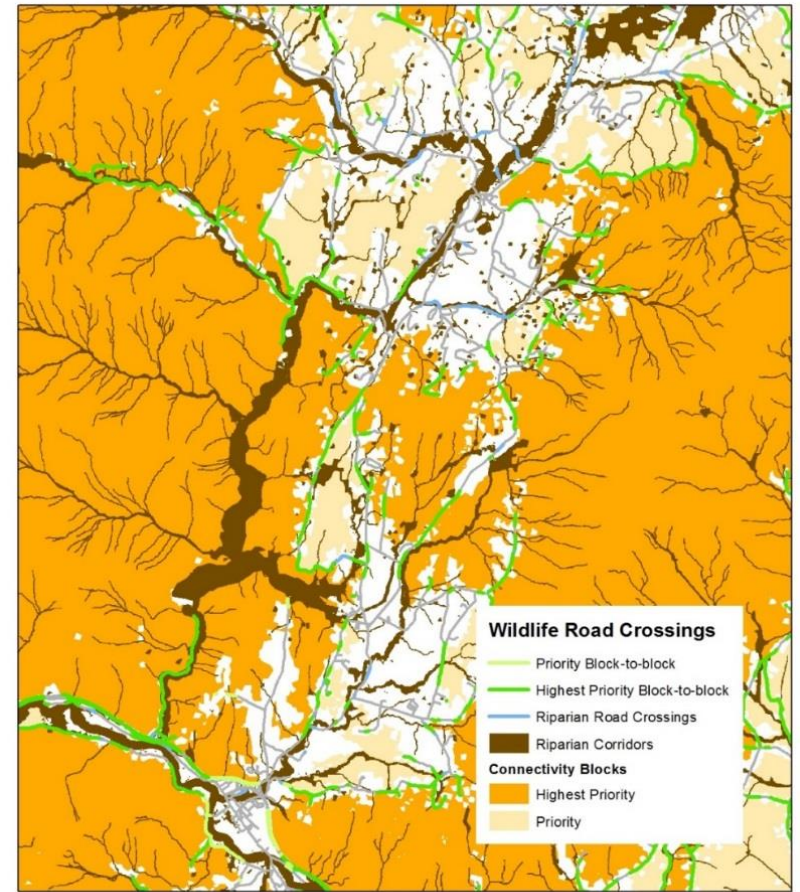 Wildlife Road Crossings
Priority Block-to-block
Highest Priority Block-to-block
Riparian Road Crossings
Riparian Corridors
Connectivity Blocks
Highest Priority
Priority